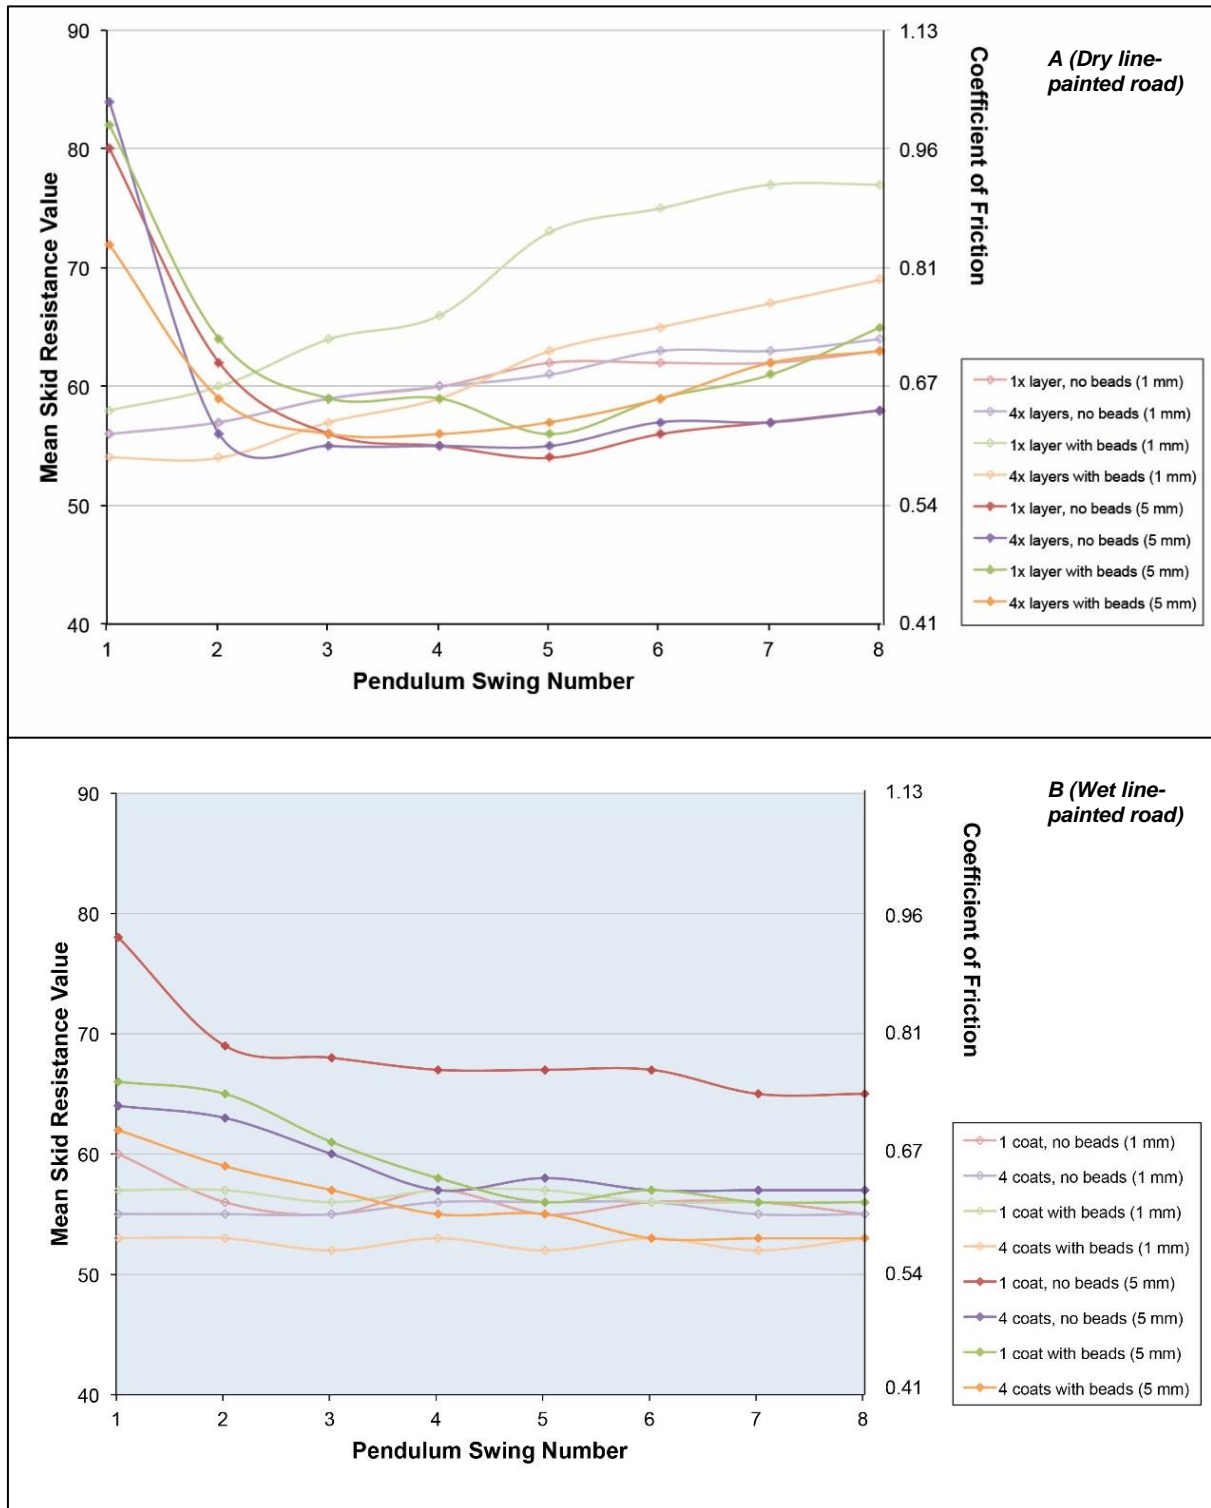 A (Dry line-
painted road)
90
80
70
60
50
40
Mean Skid Resistance Value
1.13
0.96
0.81
0.67
0.54
0.41
Coefficient of Friction
1 2 3 4 5 6 7 8
Pendulum Swing Number
1x layer, no beads (1 mm)
4x layers, no beads (1 mm)
1x layer with beads (1 mm)
4x layers with beads (1 mm)
1x layer, no beads (5 mm)
4x layers, no beads (5 mm)
1x layer with beads (5 mm)
4x layers with beads (5 mm)
B (Wet line-
painted road)
90
80
70
60
50
40
Mean Skid Resistance Value
1.13
0.96
0.81
0.67
0.54
0.41
Coefficient of Friction
1 2 3 4 5 6 7 8
Pendulum Swing Number
1 coat, no beads (1 mm)
4 coats, no beads (1 mm)
1 coat with beads (1 mm)
4 coats with beads (1 mm)
1 coat, no beads (5 mm)
4 coats, no beads (5 mm)
1 coat with beads (5 mm)
4 coats with beads (5 mm)